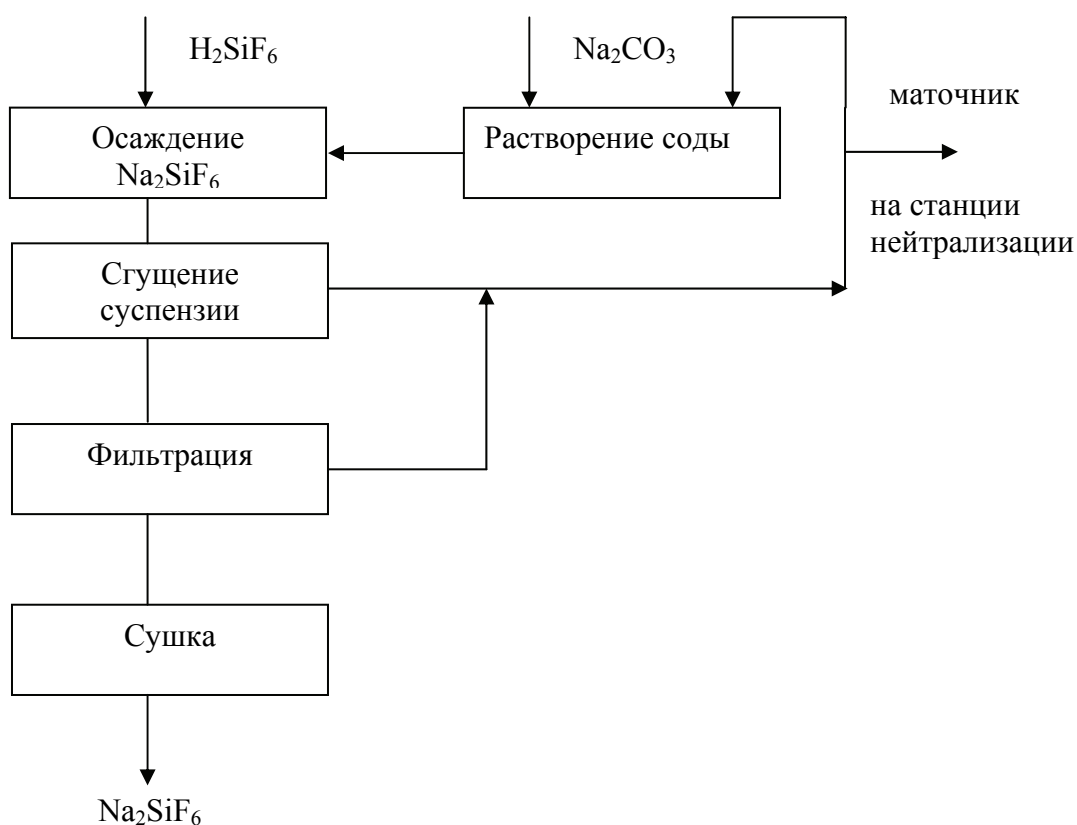 H₂SiF₆
Na₂CO₃
маточник
Осаждение
Na₂SiF₆
Растворение соды
на станции
нейтрализации
Сгущение
суспензии
Фильтрация
Сушка
Na₂SiF₆